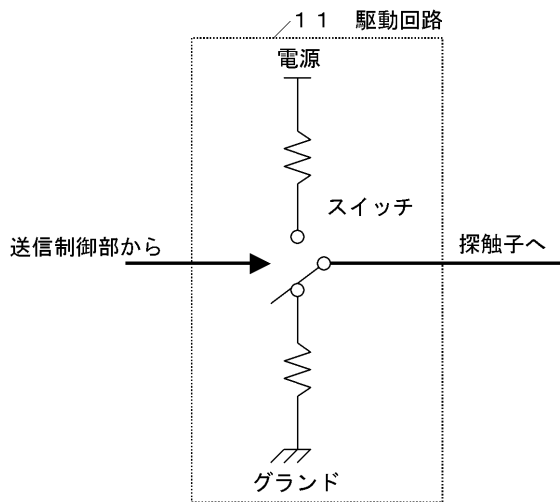 １１　駆動回路
電源
スイッチ
送信制御部から
探触子へ
グランド